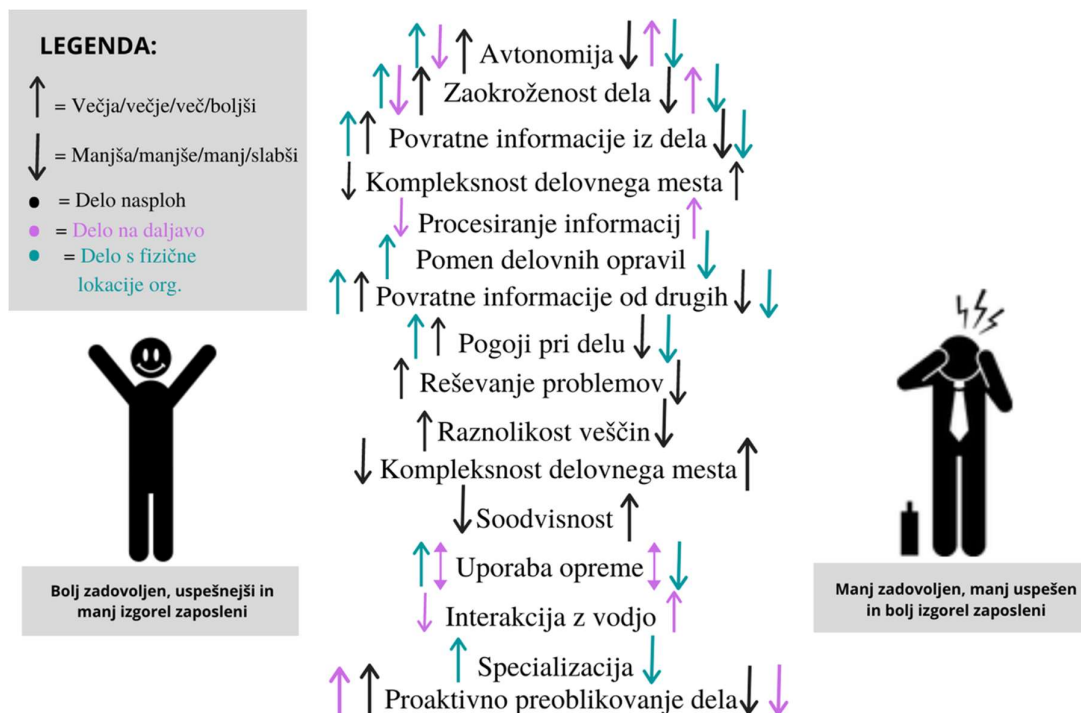 LEGENDA:
= Večja/večje/več/boljši
= Manjša/manjše/manj/slabši
= Delo nasploh
= Delo na daljavo
= Delo s fizične
lokacije org.
Avtonomija
Zaokroženost dela
Povratne informacije iz dela
Kompleksnost delovnega mesta
Procesiranje informacij
Pomen delovnih opravil
Povratne informacije od drugih
Pogoji pri delu
Reševanje problemov
Raznolikost veščin
Kompleksnost delovnega mesta
Soodvisnost
Uporaba opreme
Interakcija z vodjo
Specializacija
Proaktivno preoblikovanje dela
Bolj zadovoljen, uspešnejši in
manj izgorel zaposleni
Manj zadovoljen, manj uspešen
in bolj izgorel zaposleni